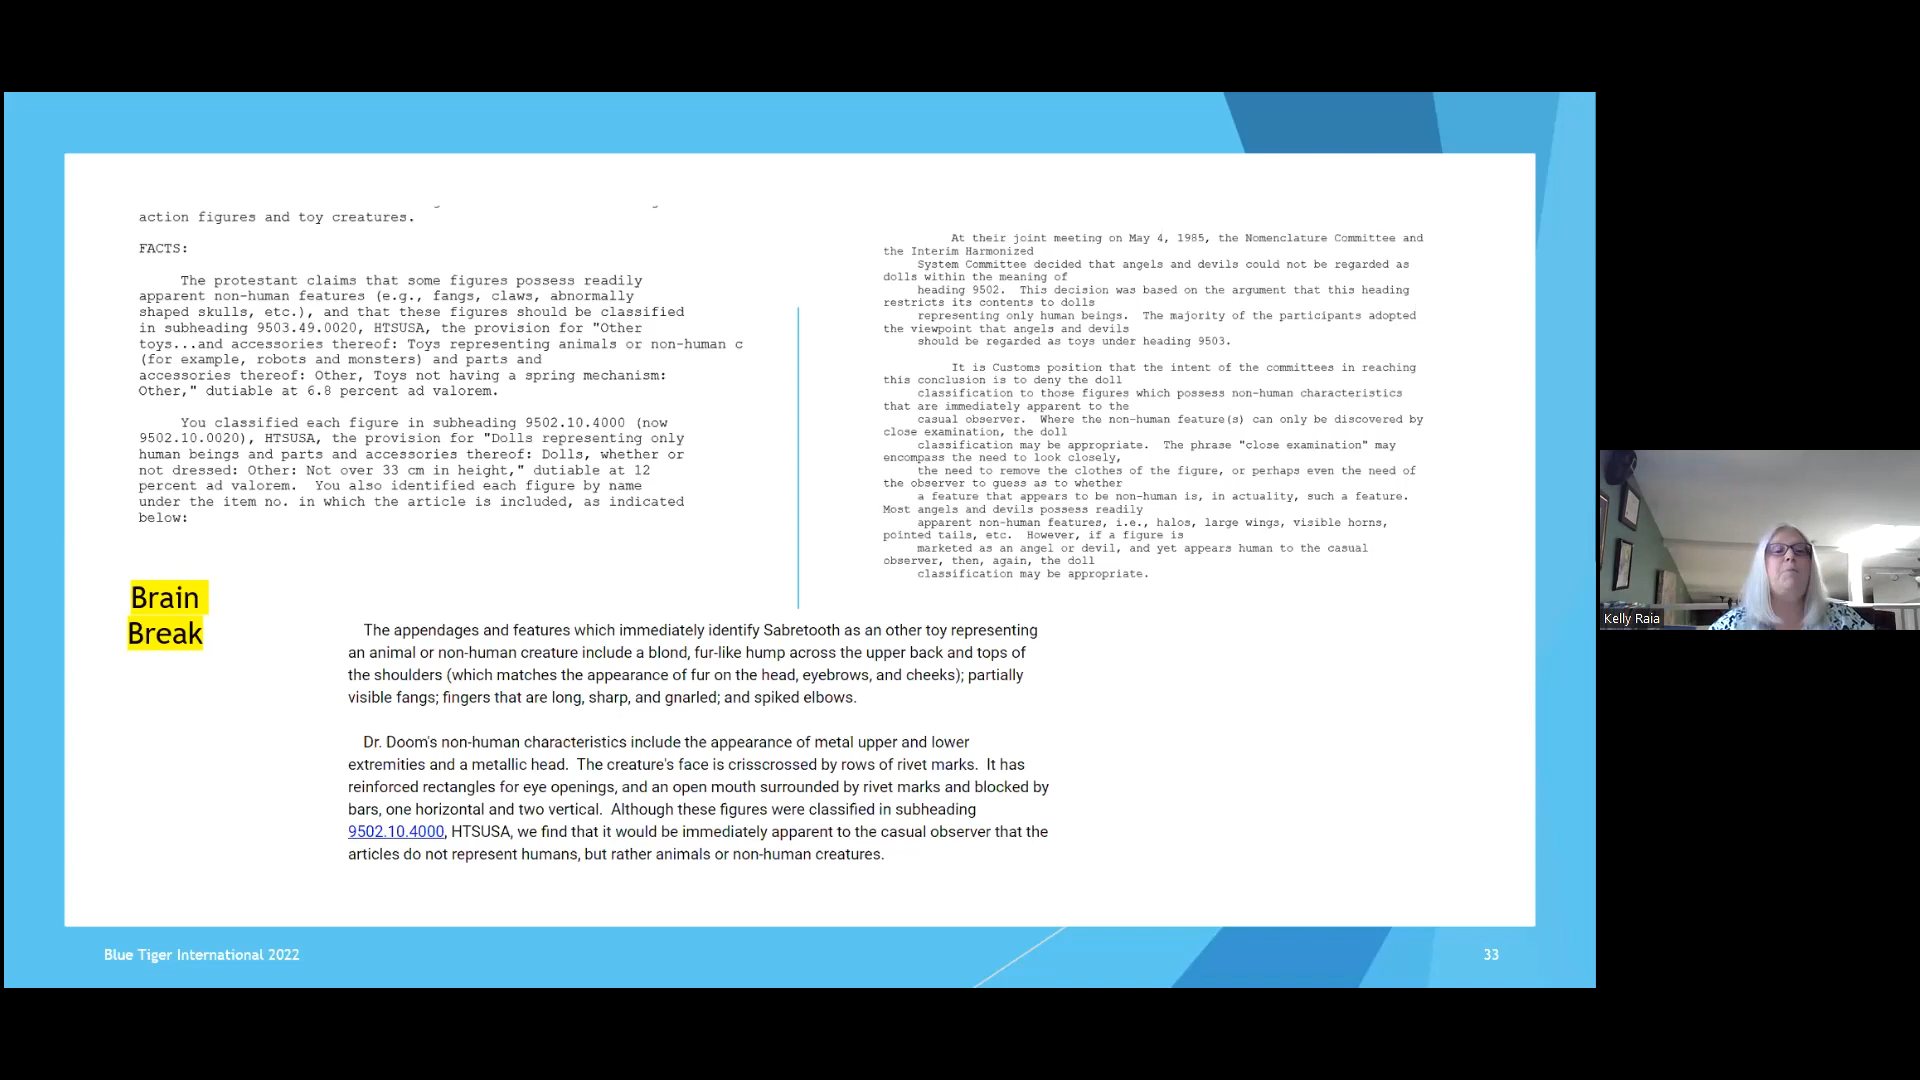 action figures and toy creatures.
FACTS:
The protestant claims that some figures possess readily
apparent non-human features (e.g., fangs, claws, abnormally
shaped skulls, etc.), and that these figures should be classified
in subheading 9503.49.0020, HTSUSA, the provision for "Other
toys...and accessories thereof: Toys representing animals or non-human c
(for example, robots and monsters) and parts and
accessories thereof: Other, Toys not having a spring mechanism:
Other," dutiable at 6.8 percent ad valorem.
You classified each figure in subheading 9502.10.4000 (now
9502.10.0020), HTSUSA, the provision for "Dolls representing only
human beings and parts and accessories thereof: Dolls, whether or
not dressed: Other: Not over 33 cm in height," dutiable at 12
percent ad valorem. You also identified each figure by name
under the item no. in which the article is included, as indicated
below:
At their joint meeting on May 4, 1985, the Nomenclature Committee and
the Interim Harmonized
System Committee decided that angels and devils could not be regarded as
dolls within the meaning of
heading 9502. This decision was based on the argument that this heading
restricts its contents to dolls
representing only human beings. The majority of the participants adopted
the viewpoint that angels and devils
should be regarded as toys under heading 9503.
It is Customs position that the intent of the committees in reaching
this conclusion is to deny the doll
classification to those figures which possess non-human characteristics
that are immediately apparent to the
casual observer. Where the non-human feature(s) can only be discovered by
close examination, the doll
classification may be appropriate. The phrase "close examination" may
encompass the need to look closely,
the need to remove the clothes of the figure, or perhaps even the need of
the observer to guess as to whether
a feature that appears to be non-human is, in actuality, such a feature.
Most angels and devils possess readily
apparent non-human features, i.e., halos, large wings, visible horns,
pointed tails, etc. However, if a figure is
marketed as an angel or devil, and yet appears human to the casual
observer, then, again, the doll
classification may be appropriate.
Brain
Break
The appendages and features which immediately identify Sabretooth as an other toy representing
an animal or non-human creature include a blond, fur-like hump across the upper back and tops of
the shoulders (which matches the appearance of fur on the head, eyebrows, and cheeks); partially
visible fangs; fingers that are long, sharp, and gnarled; and spiked elbows.
Dr. Doom's non-human characteristics include the appearance of metal upper and lower
extremities and a metallic head. The creature's face is crisscrossed by rows of rivet marks. It has
reinforced rectangles for eye openings, and an open mouth surrounded by rivet marks and blocked by
bars, one horizontal and two vertical. Although these figures were classified in subheading
9502.10.4000, HTSUSA, we find that it would be immediately apparent to the casual observer that the
articles do not represent humans, but rather animals or non-human creatures.
Blue Tiger International 2022
33
Kelly Raia